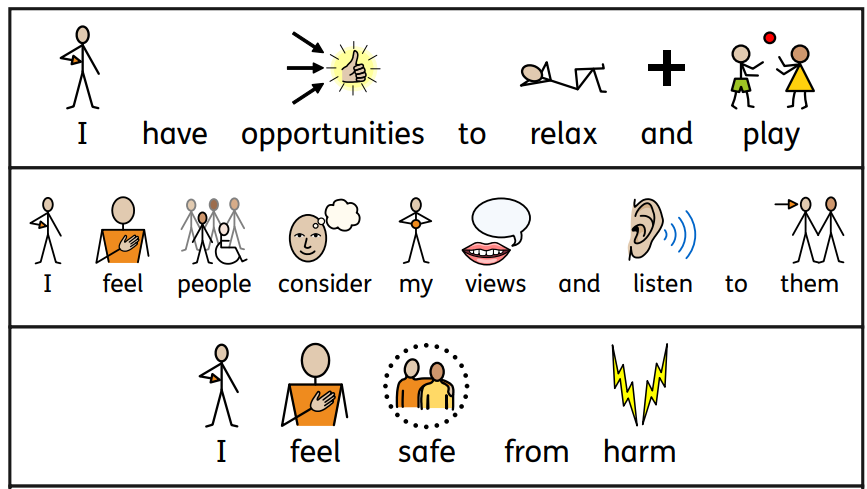 I have opportunities to relax and play
I feel people consider my views and listen to them
I feel safe from harm